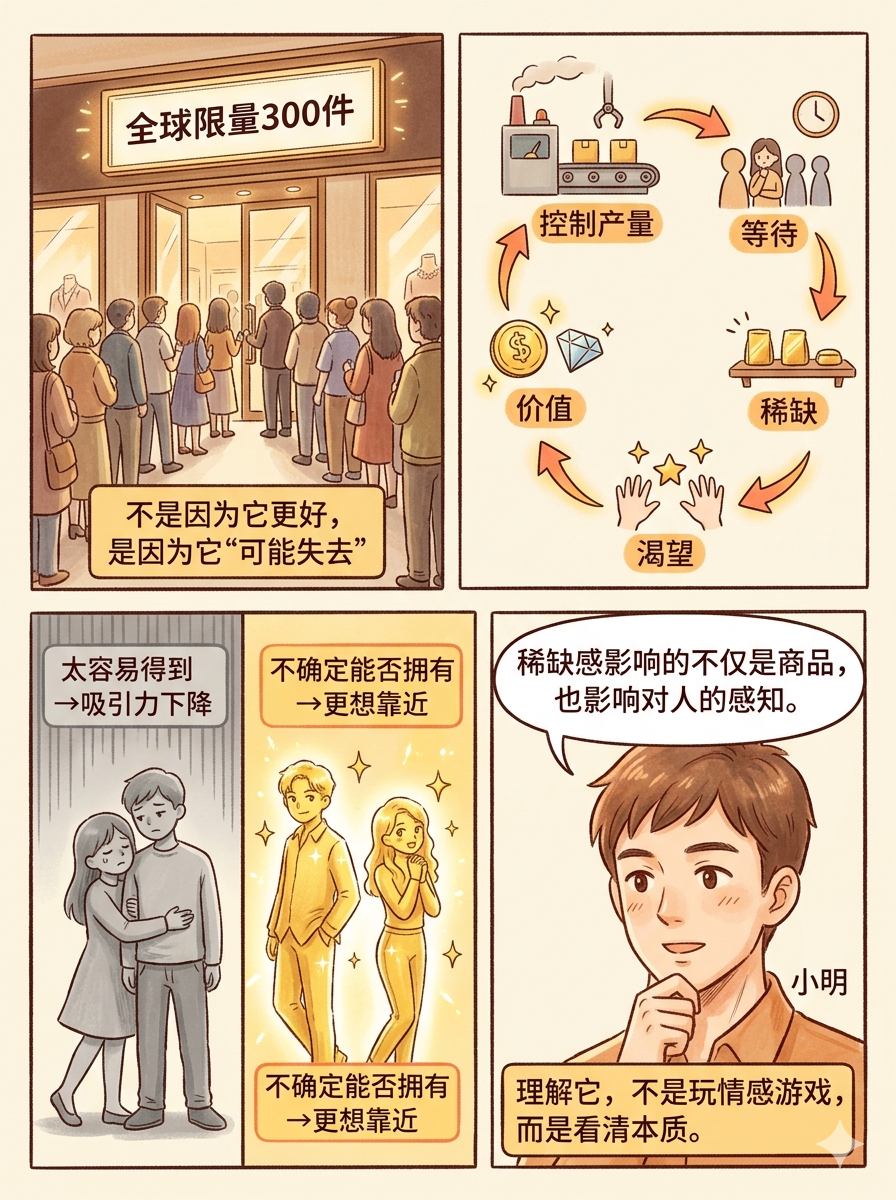 全球限量300件
不是因为它更好，
是因为它“可能失去”
控制产量
等待
稀缺
渴望
价值
太容易得到
→吸引力下降
不确定能否拥有
→更想靠近
不确定能否拥有
→更想靠近
稀缺感影响的不仅是商品，
也影响对人的感知。
小明
理解它，不是玩情感游戏，
而是看清本质。